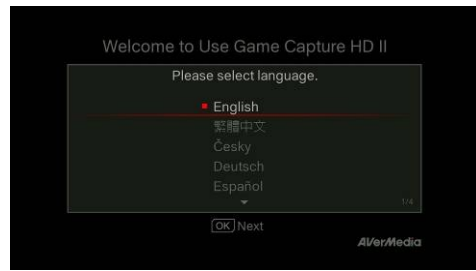 Welcome to Use Game Capture HD II
Please select language.
English
繁體中文
Česky
Deutsch
Español
1/4
OK Next
AVerMedia